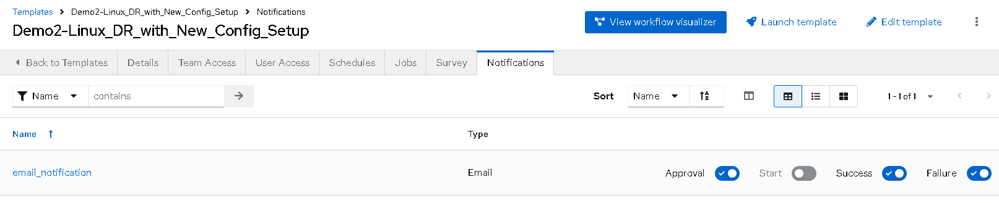 Templates > Demo2-Linux_DR_with_New_Config_Setup > Notifications
Demo2-Linux_DR_with_New_Config_Setup
View workflow visualizer Launch template Edit template
Back to Templates Details Team Access User Access Schedules Jobs Survey Notifications
Name contains Sort Name 1 - 1 of 1
Name Type
email_notification Email Approval Start Success Failure